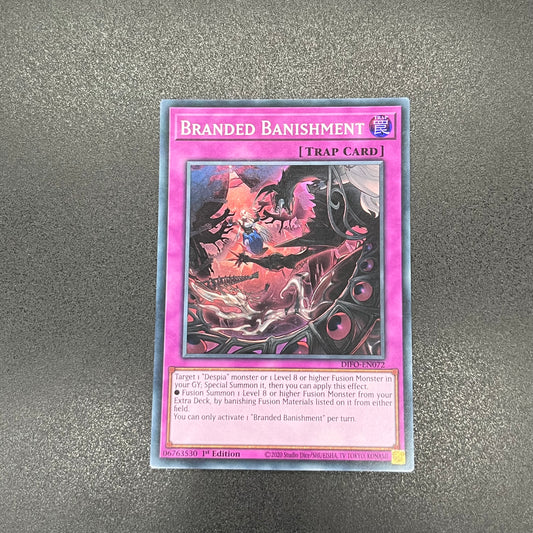 BRANDED BANISHMENT
TRAP
罠
[TRAP CARD]
DIFO-EN072
Target 1 "Despia" monster or 1 Level 8 or higher Fusion Monster in
your GY; Special Summon it, then you can apply this effect.
● Fusion Summon 1 Level 8 or higher Fusion Monster from your
Extra Deck, by banishing Fusion Materials listed on it from either
field.
You can only activate 1 "Branded Banishment" per turn.
06763530 1st Edition
©2020 Studio Dice/SHUEISHA, TV TOKYO, KONAMI